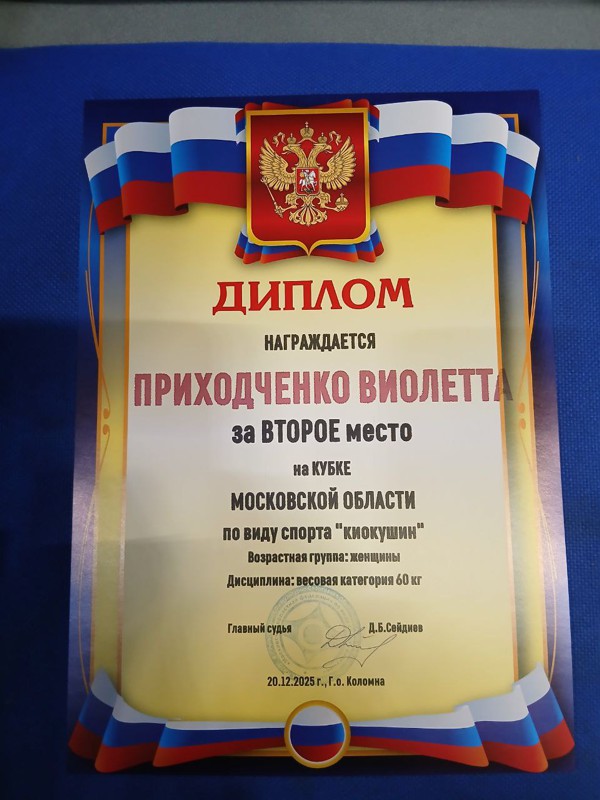 ДИПЛОМ
НАГРАЖДАЕТСЯ
ПРИХОДЧЕНКО ВИОЛЕТТА
за ВТОРОЕ место
на КУБКЕ
МОСКОВСКОЙ ОБЛАСТИ
по виду спорта "киокушин"
Возрастная группа: женщины
Дисциплина: весовая категория 60 кг
Главный судья Д.Б.Сейдиев
20.12.2025 г., Г.о. Коломна